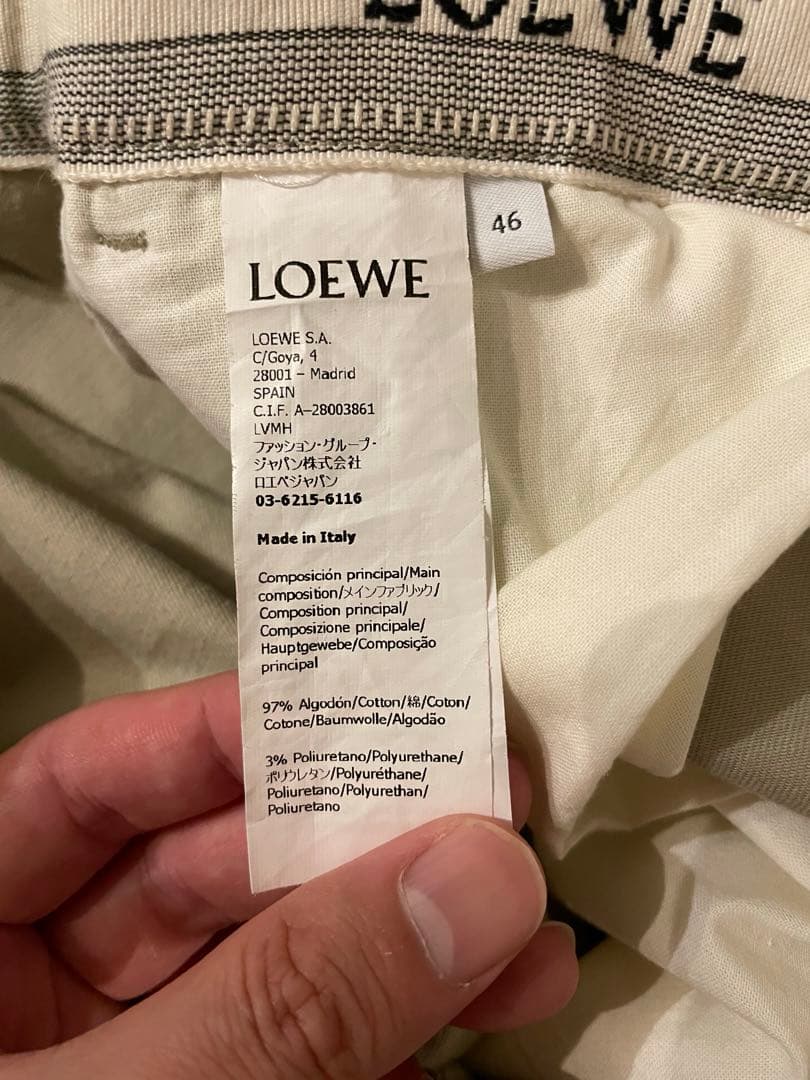 LOEWE
46
LOEWE
LOEWE S.A.
C/Goya, 4
28001 – Madrid
SPAIN
C.I.F. A–28003861
LVMH
ファッション・グループ・
ジャパン株式会社
ロエベジャパン
03-6215-6116
Made in Italy
Composición principal/Main
composition/メインファブリック/
Composition principal/
Composizione principale/
Hauptgewebe/Composição
principal
97% Algodón/Cotton/綿/Coton/
Cotone/Baumwolle/Algodão
3% Poliuretano/Polyurethane/
ポリウレタン/Polyuréthane/
Poliuretano/Polyurethan/
Poliuretano